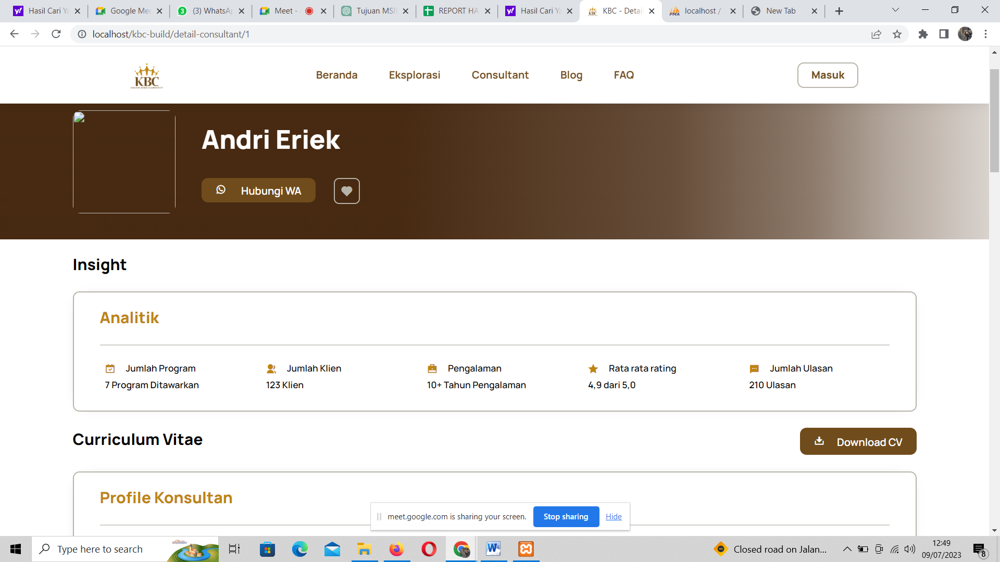 Hasil Cari Ya
Google Mee
(3) WhatsAp
Meet -
Tujuan MSI
REPORT HA
Hasil Cari Ya
KBC - Detai
localhost /
New Tab
localhost/kbc-build/detail-consultant/1
KBC
Beranda
Eksplorasi
Consultant
Blog
FAQ
Masuk
Andri Eriek
Hubungi WA
Insight
Analitik
Jumlah Program
7 Program Ditawarkan
Jumlah Klien
123 Klien
Pengalaman
10+ Tahun Pengalaman
Rata rata rating
4,9 dari 5,0
Jumlah Ulasan
210 Ulasan
Curriculum Vitae
Download CV
Profile Konsultan
meet.google.com is sharing your screen.
Stop sharing
Hide
Type here to search
Closed road on Jalan...
12:49
09/07/2023
8